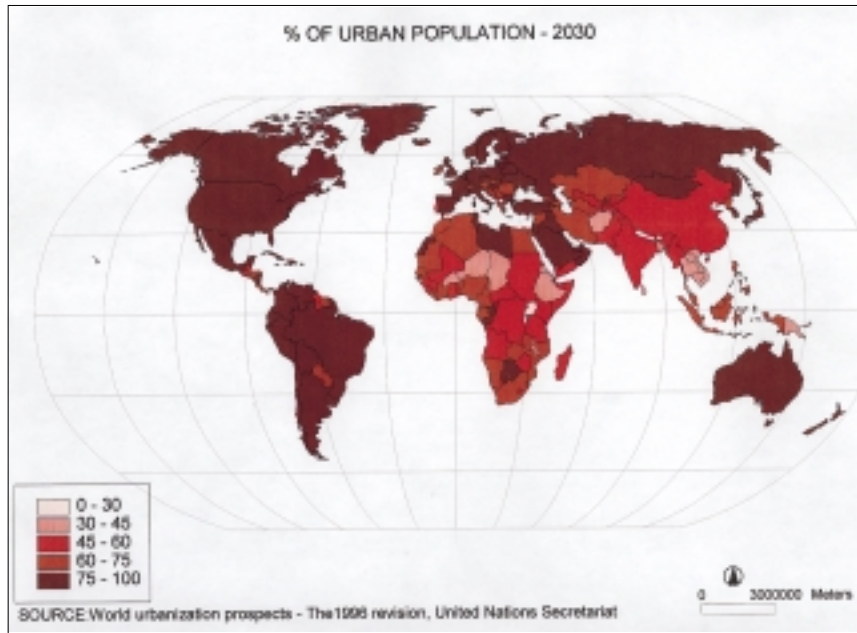 % OF URBAN POPULATION - 2030
0 - 30
30 - 45
45 - 60
60 - 75
75 - 100
0 3000000 Meters
SOURCE:World urbanization prospects - The1996 revision, United Nations Secretariat